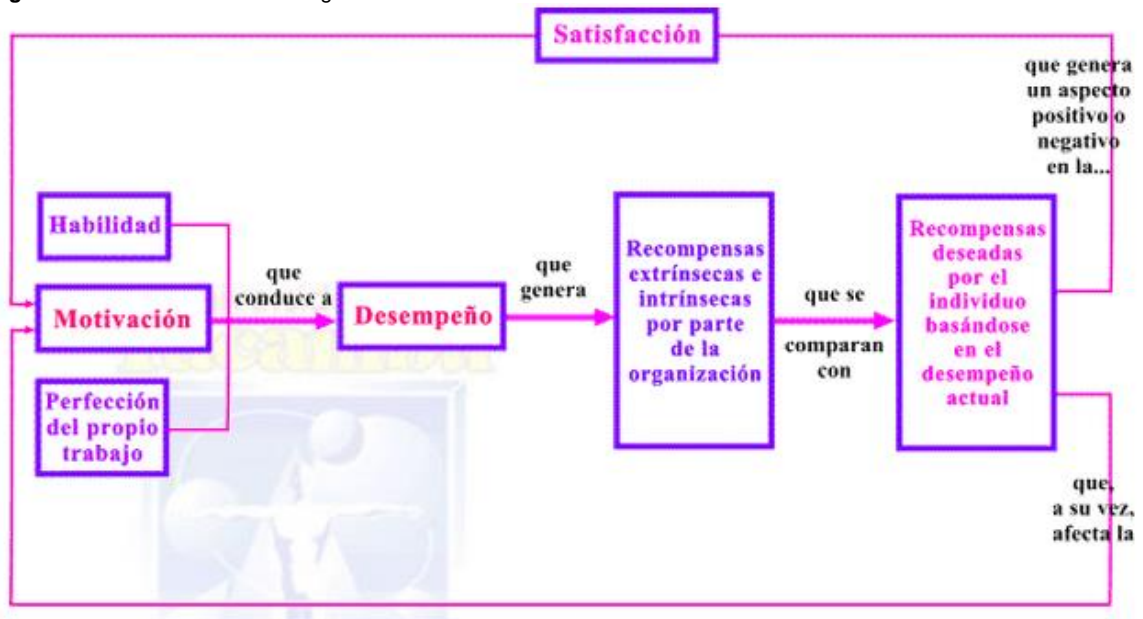 Satisfacción
que genera
un aspecto
positivo o
negativo
en la...
Habilidad
Motivación
Perfección
del propio
trabajo
que
conduce a
Desempeño
que
genera
Recompensas
extrínsecas e
intrínsecas
por parte
de la
organización
que se
comparan
con
Recompensas
deseadas
por el
individuo
basándose
en el
desempeño
actual
que,
a su vez,
afecta la